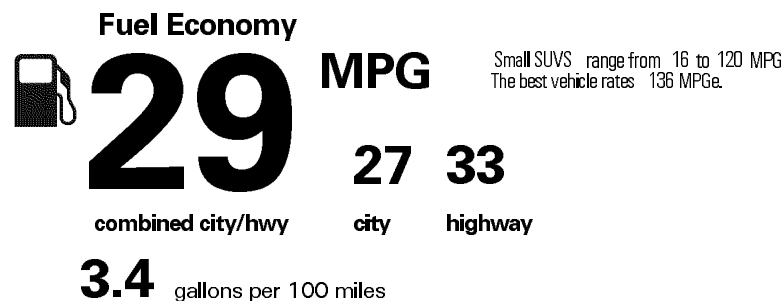 Fuel Economy
29 MPG
Small SUVS range from 16 to 120 MPG
The best vehicle rates 136 MPGe.
27 33
combined city/hwy city highway
3.4 gallons per 100 miles